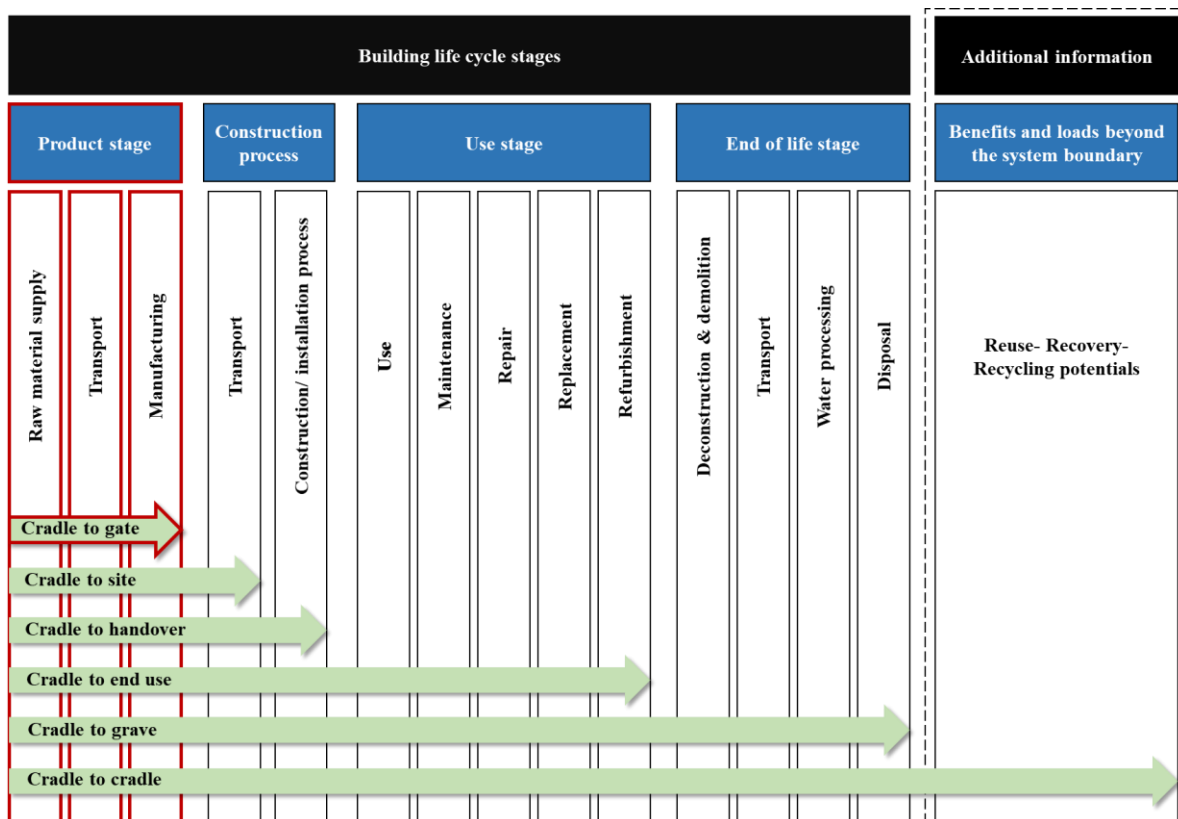 Building life cycle stages
Additional information
Product stage
Construction
process
Use stage
End of life stage
Benefits and loads beyond
the system boundary
Raw material supply
Transport
Manufacturing
Transport
Construction/ installation process
Use
Maintenance
Repair
Replacement
Refurbishment
Deconstruction & demolition
Transport
Water processing
Disposal
Reuse- Recovery-
Recycling potentials
Cradle to gate
Cradle to site
Cradle to handover
Cradle to end use
Cradle to grave
Cradle to cradle